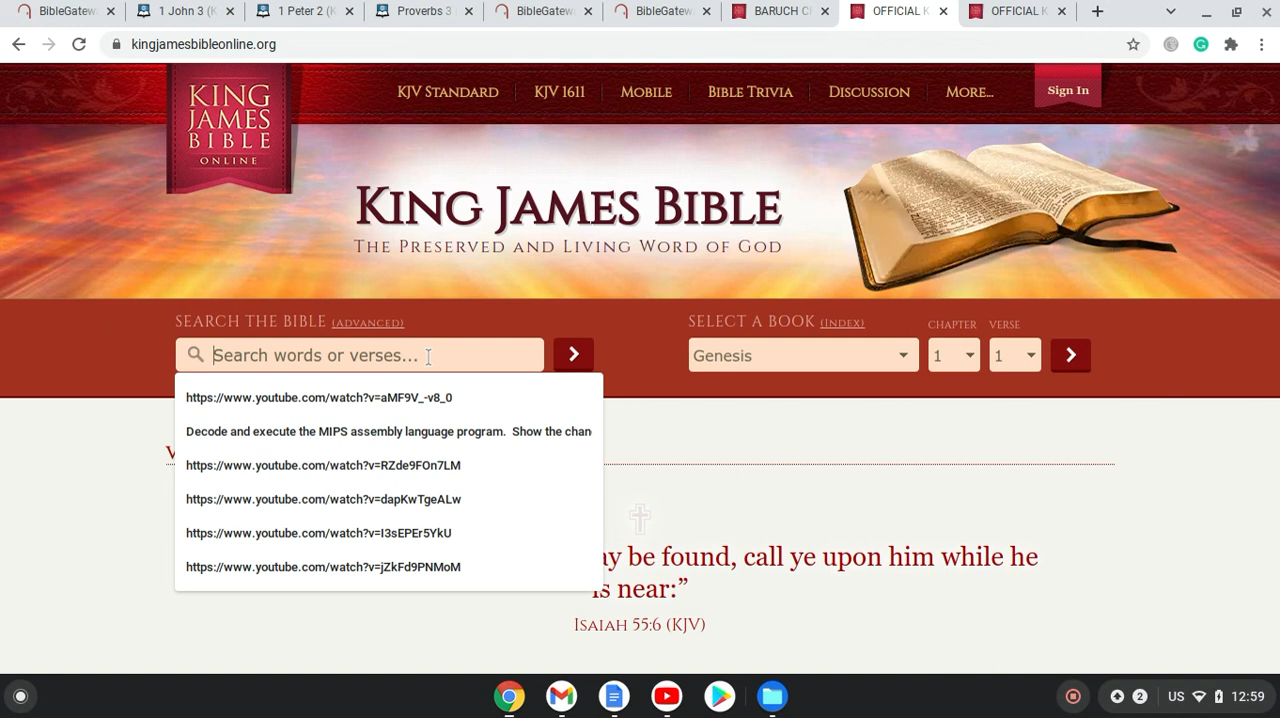 BibleGatew
1 John 3 (K
1 Peter 2 (
Proverbs 3
BibleGatew
BibleGatew
BARUCH C
OFFICIAL K
OFFICIAL K
kingjamesbibleonline.org
KING
JAMES
BIBLE
ONLINE
KJV Standard
KJV 1611
Mobile
Bible Trivia
Discussion
More...
Sign In
King James Bible
The Preserved and Living Word of God
SEARCH THE BIBLE (ADVANCED)
Search words or verses...
SELECT A BOOK (Index)
CHAPTER
VERSE
Genesis
1
1
https://www.youtube.com/watch?v=aMF9V_-v8_0
Decode and execute the MIPS assembly language program.  Show the chan
https://www.youtube.com/watch?v=RZde9FOn7LM
https://www.youtube.com/watch?v=dapKwTgeALw
https://www.youtube.com/watch?v=I3sEPEr5YkU
https://www.youtube.com/watch?v=jZkFd9PNMoM
ay be found, call ye upon him while he
is near:”
Isaiah 55:6 (KJV)
2
US
12:59